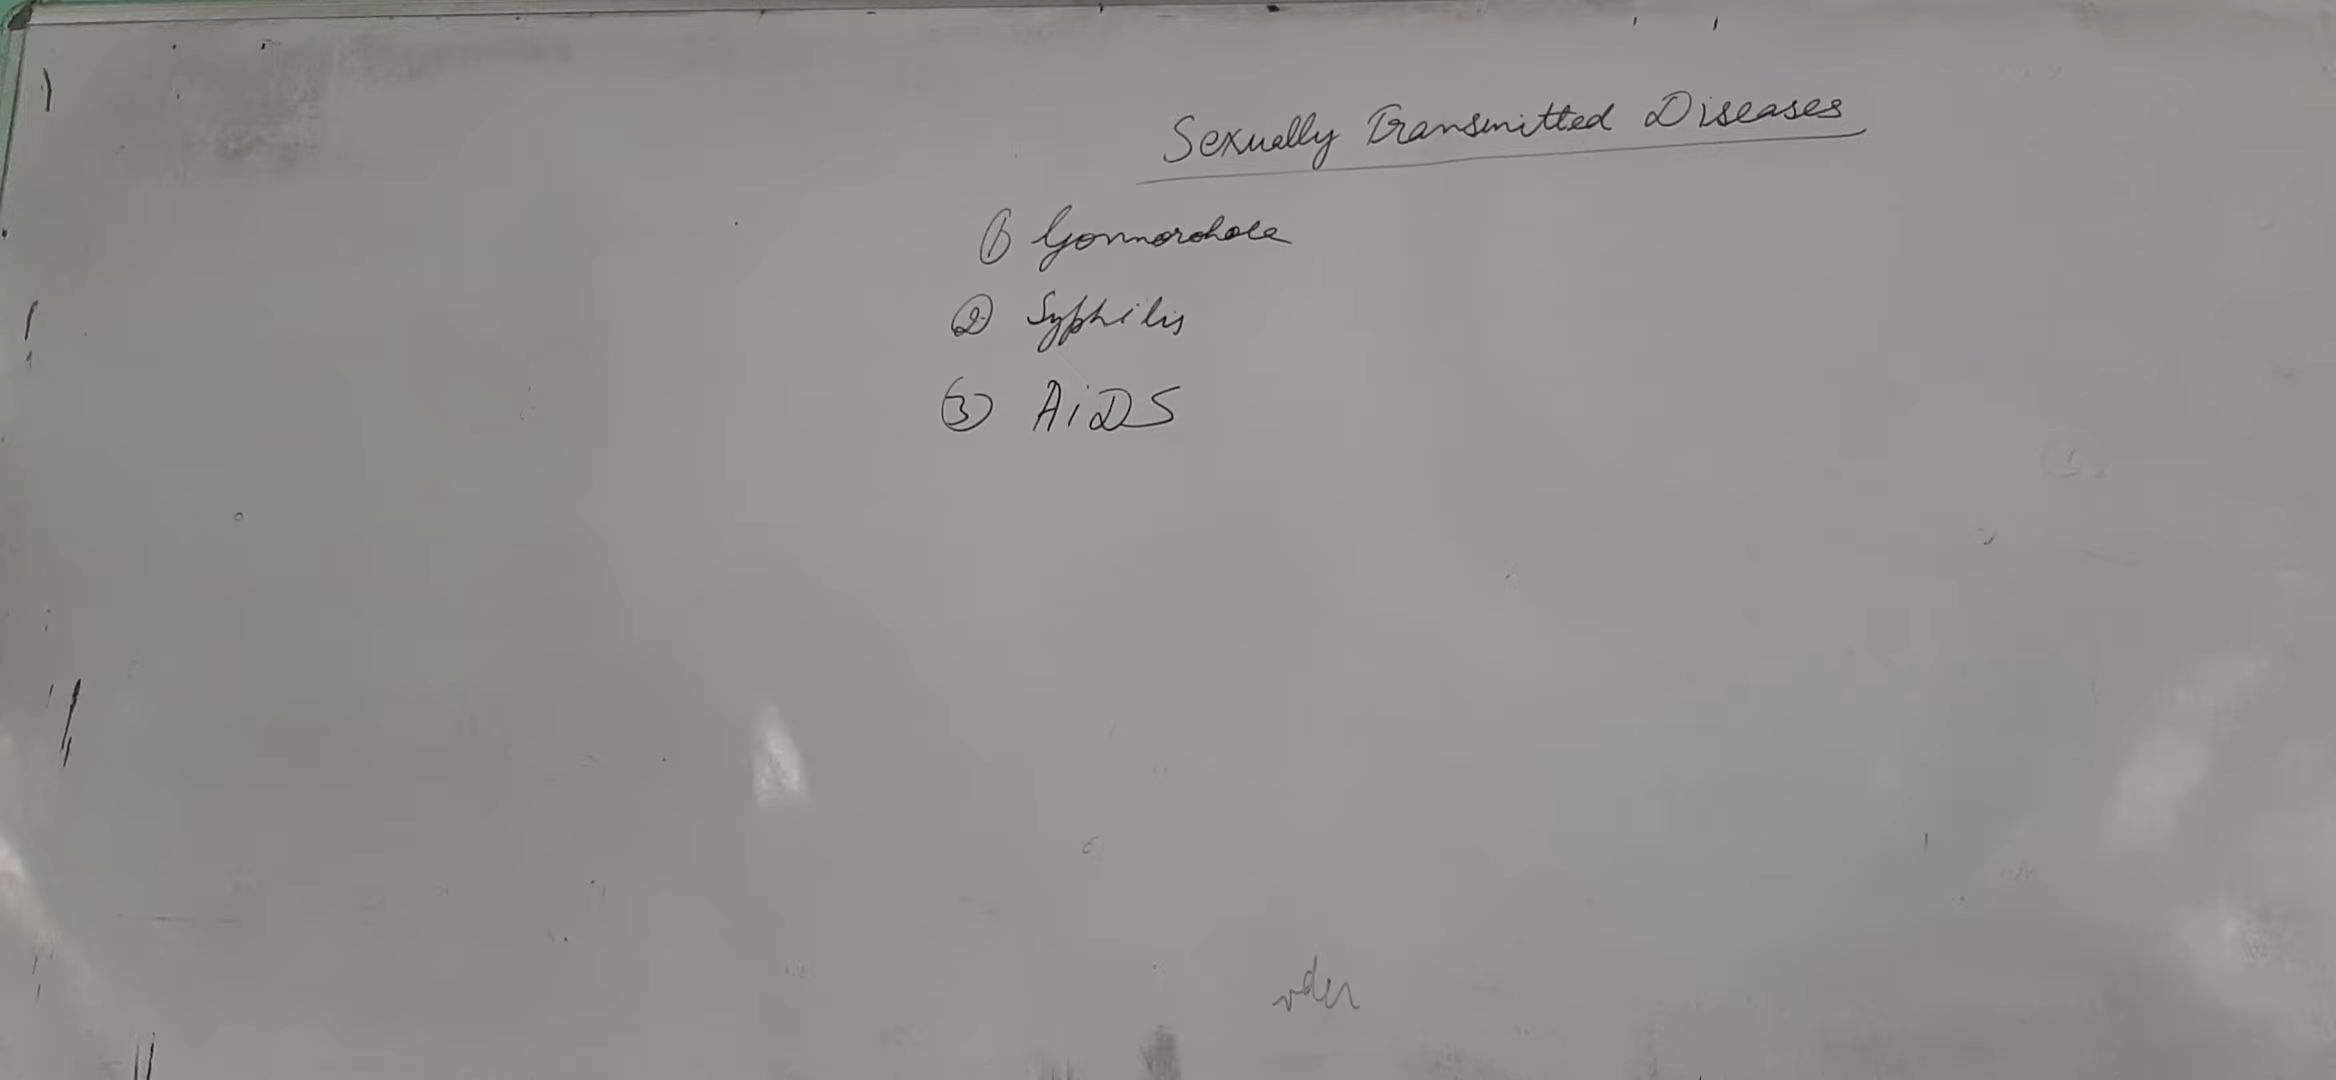 Sexually Transmitted Diseases
① Gonnorohoea
② Syphilis
③ AiDS